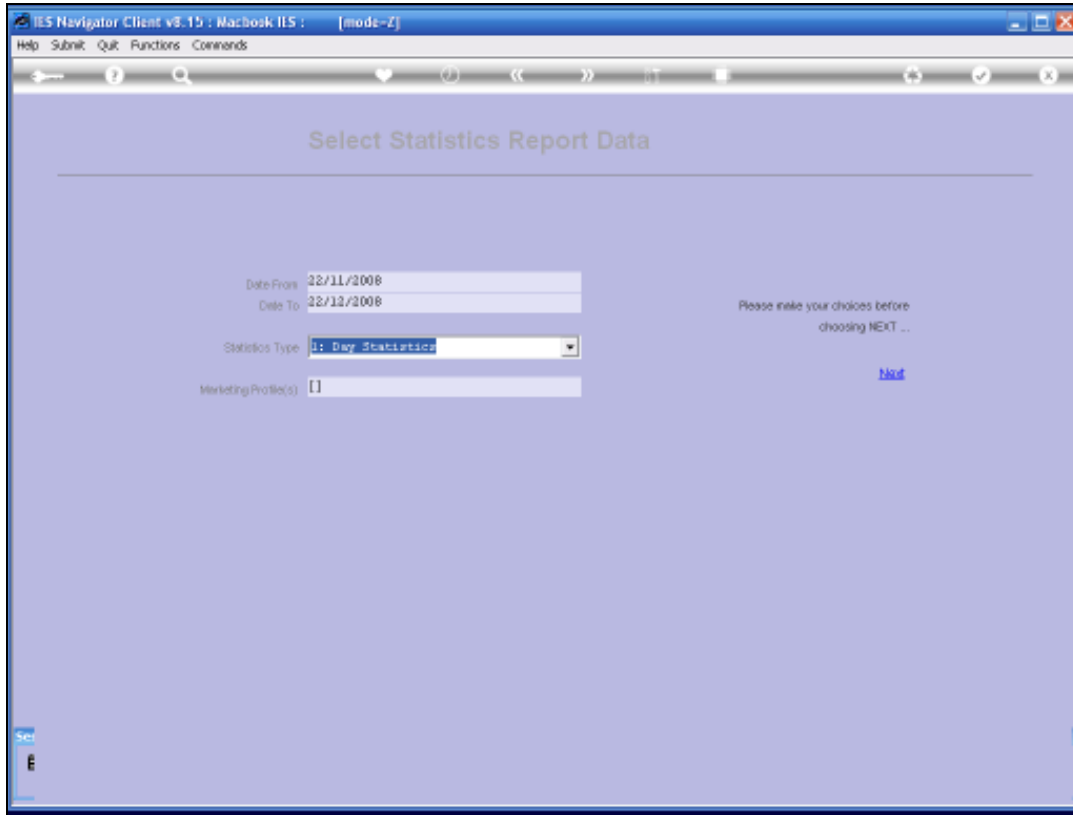 IES Navigator Client v8.15 : Macbook IES : [mode-Z]
Help Submit Quit Functions Commands
Select Statistics Report Data
Date From 22/11/2008
Date To 22/12/2008
Please make your choices before
choosing NEXT ...
Statistics Type 1: Day Statistics
Next
Marketing Profile(s) []